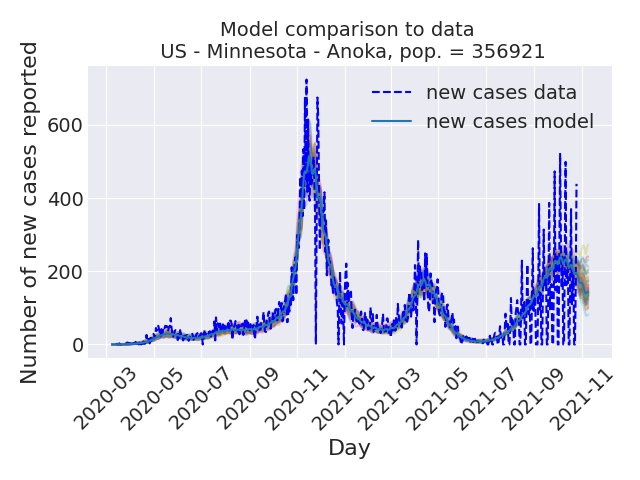 Model comparison to data
US - Minnesota - Anoka, pop. = 356921
new cases data
new cases model
Number of new cases reported
600
400
200
0
2020-03
2020-05
2020-07
2020-09
2020-11
2021-01
2021-03
2021-05
2021-07
2021-09
2021-11
Day